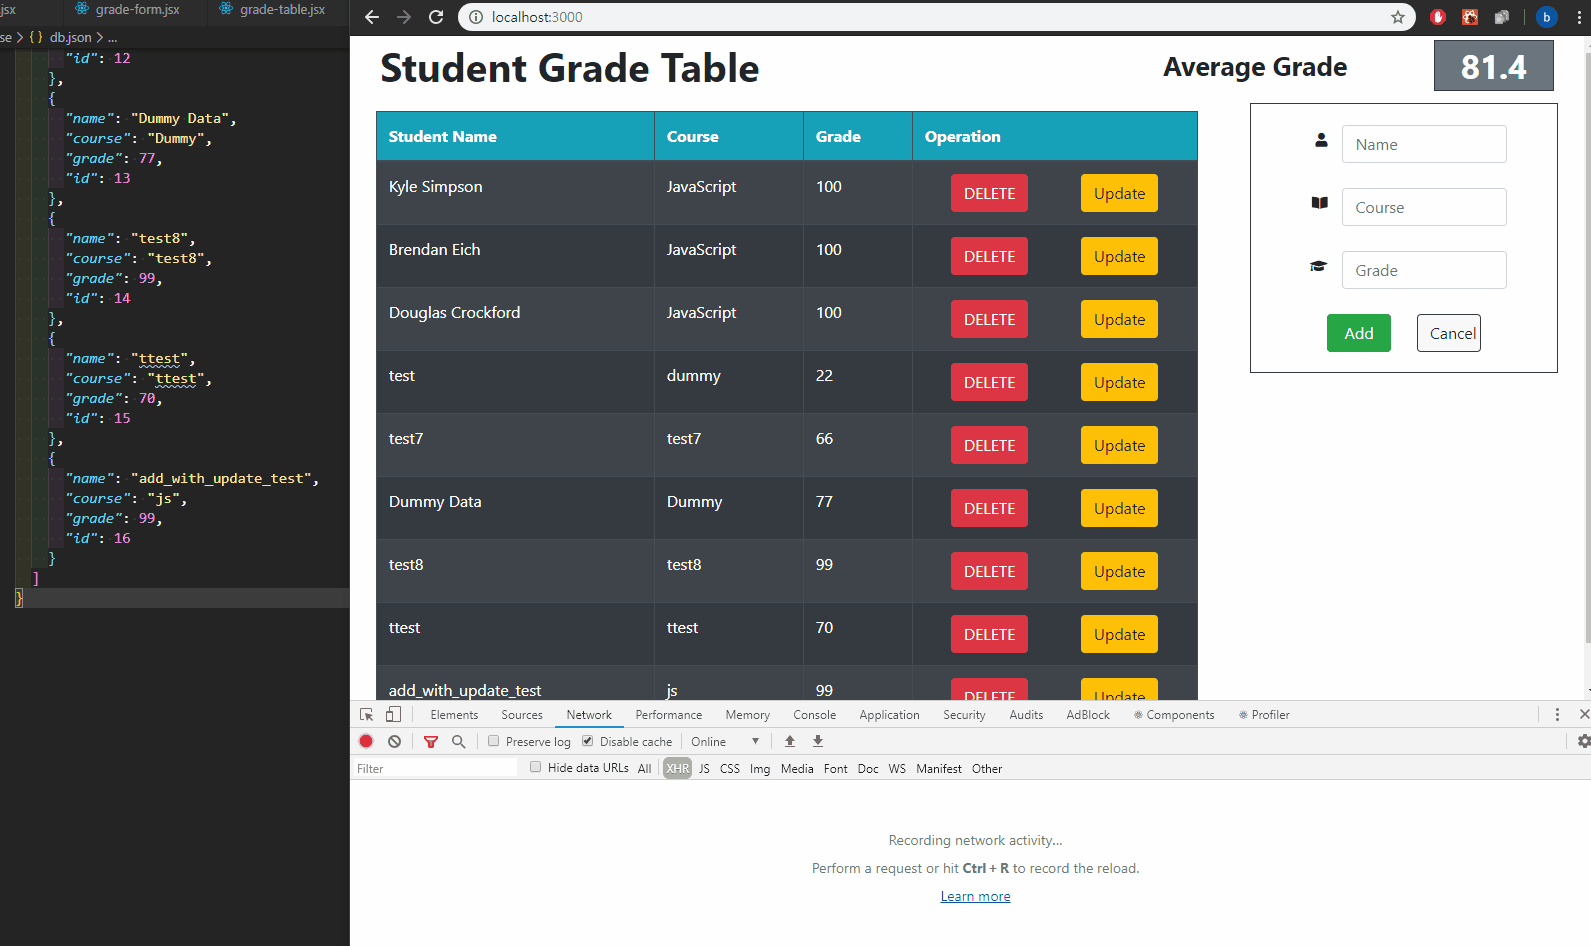 jsx grade-form.jsx grade-table.jsx
se > {} db.json > ...
"id": 12
},
{
"name": "Dummy Data",
"course": "Dummy",
"grade": 77,
"id": 13
},
{
"name": "test8",
"course": "test8",
"grade": 99,
"id": 14
},
{
"name": "ttest",
"course": "ttest",
"grade": 70,
"id": 15
},
{
"name": "add_with_update_test",
"course": "js",
"grade": 99,
"id": 16
}
]
}
localhost:3000
b
Student Grade Table
Average Grade 81.4
Student Name Course Grade Operation
Kyle Simpson JavaScript 100 DELETE Update
Brendan Eich JavaScript 100 DELETE Update
Douglas Crockford JavaScript 100 DELETE Update
test dummy 22 DELETE Update
test7 test7 66 DELETE Update
Dummy Data Dummy 77 DELETE Update
test8 test8 99 DELETE Update
ttest ttest 70 DELETE Update
add_with_update_test js 99 DELETE Update
Name
Course
Grade
Add Cancel
Elements Sources Network Performance Memory Console Application Security Audits AdBlock Components Profiler
Preserve log Disable cache Online
Filter Hide data URLs All XHR JS CSS Img Media Font Doc WS Manifest Other
Recording network activity...
Perform a request or hit Ctrl + R to record the reload.
Learn more